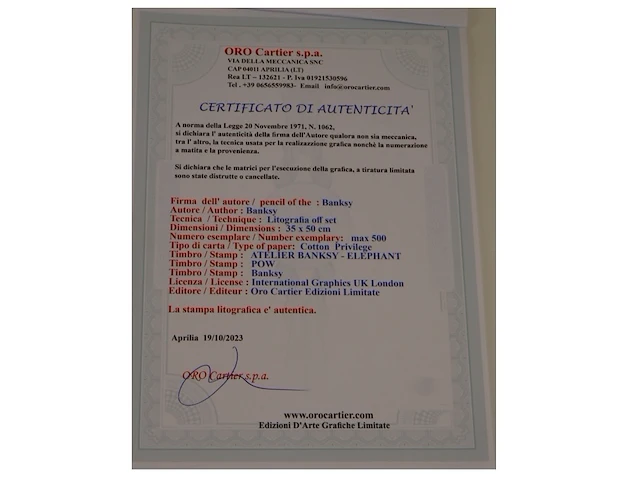 ORO Cartier s.p.a.
VIA DELLA MECCANICA SNC
CAP 04011 APRILIA (LT)
Rea LT – 132621 - P. Iva 01921530596
Tel , +39 0656559983- Email info@orocartier.com
CERTIFICATO DI AUTENTICITA'
A norma della Legge 20 Novembre 1971, N. 1062,
si dichiara l' autenticità della firma dell'Autore qualora non sia meccanica,
tra l' altro, la tecnica usata per la realizazzione grafica nonchè la numerazione
a matita e la provenienza.
Si dichiara che le matrici per l'esecuzione della grafica, a tiratura limitata
sono state distrutte o cancellate.
Firma dell' autore / pencil of the : Banksy
Autore / Author : Banksy
Tecnica / Technique : Litografia off set
Dimensioni / Dimensions : 35 x 50 cm
Numero esemplare / Number exemplary: max 500
Tipo di carta / Type of paper: Cotton Privilege
Timbro / Stamp : ATELIER BANKSY - ELEPHANT
Timbro / Stamp : POW
Timbro / Stamp : Banksy
Licenza / License : International Graphics UK London
Editore / Editeur : Oro Cartier Edizioni Limitate
La stampa litografica e' autentica.
Aprilia 19/10/2023
ORO Cartier s.p.a.
www.orocartier.com
Edizioni D'Arte Grafiche Limitate